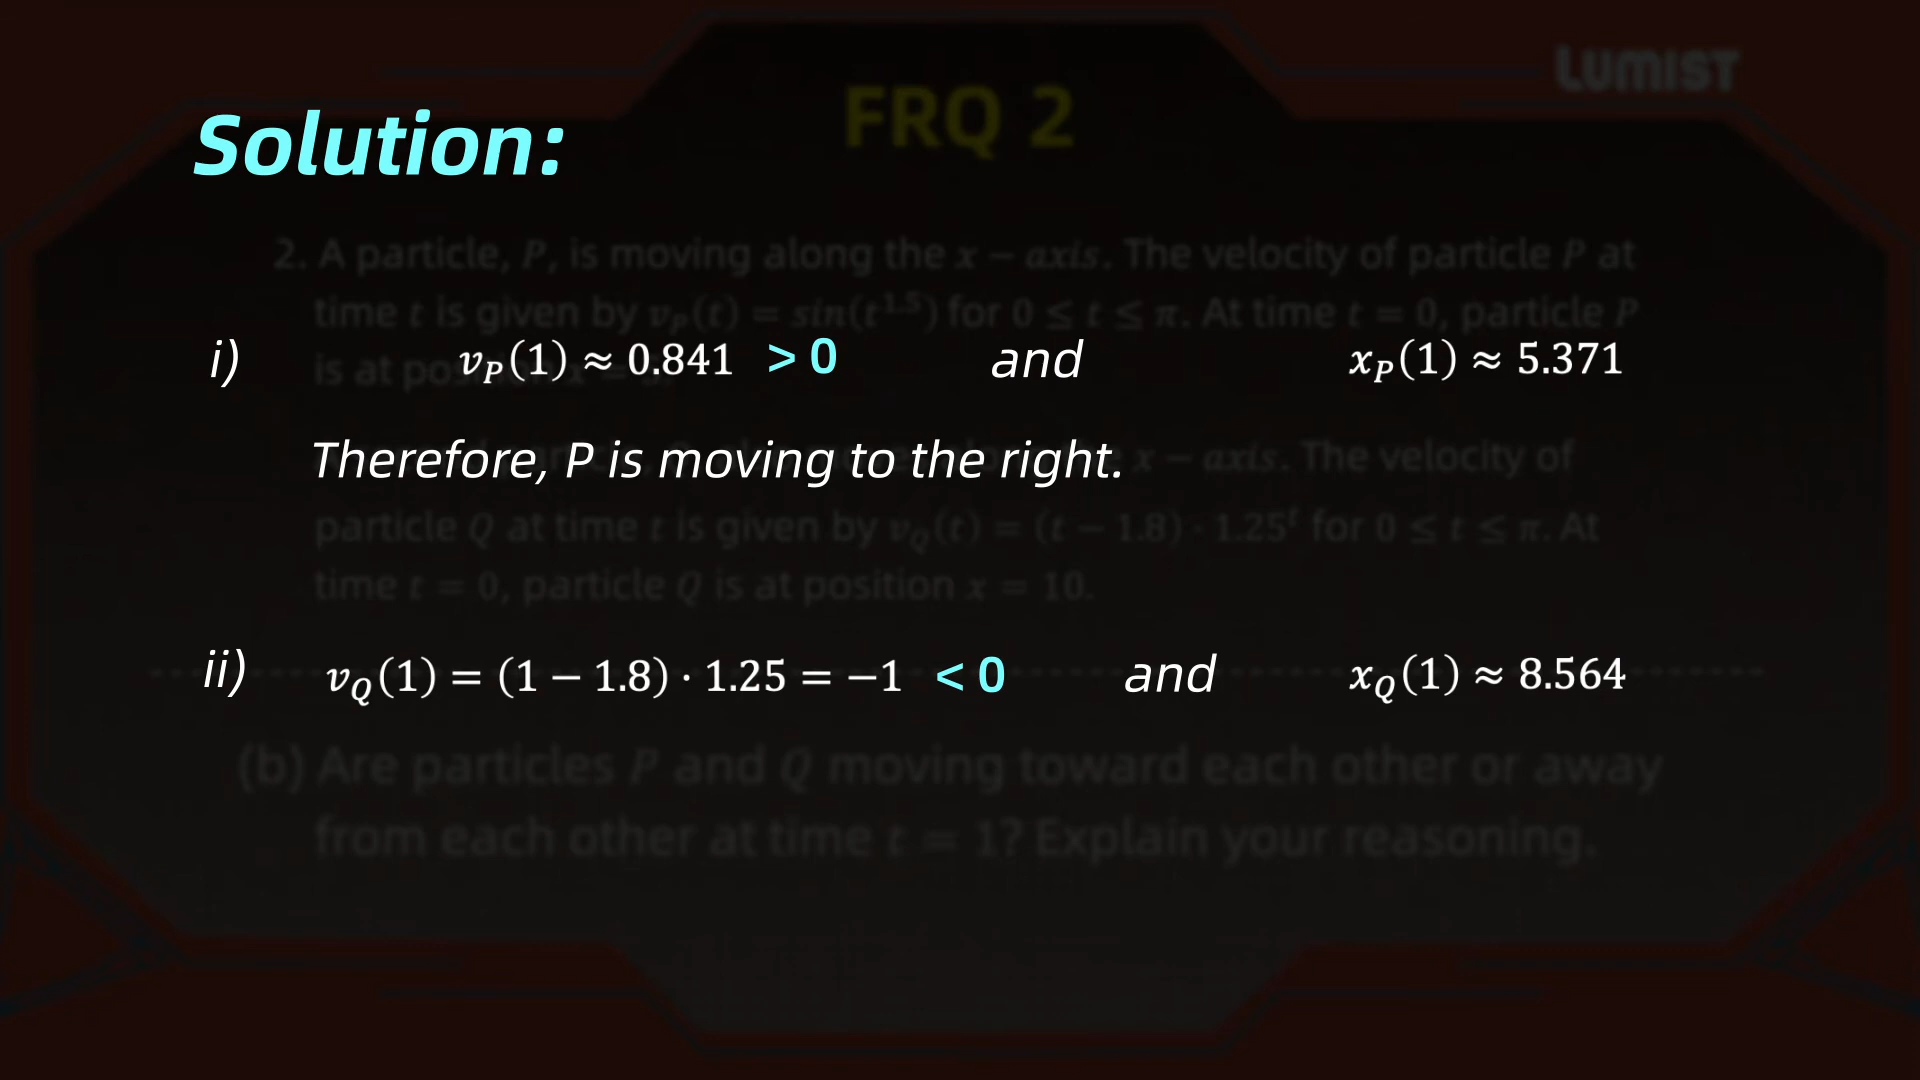 LUMIST
FRQ 2
Solution:
2. A particle, P, is moving along the x − axis. The velocity of particle P at
time t is given by v_P(t) = sin(t^1.5) for 0 ≤ t ≤ π. At time t = 0, particle P
is at
i) v_P(1) ≈ 0.841 > 0 and x_P(1) ≈ 5.371
Therefore, P is moving to the right.
x − axis. The velocity of
particle Q at time t is given by v_Q(t) = (t − 1.8) · 1.25^t for 0 ≤ t ≤ π. At
time t = 0, particle Q is at position x = 10.
ii) v_Q(1) = (1 − 1.8) · 1.25 = −1 < 0 and x_Q(1) ≈ 8.564
(b) Are particles P and Q moving toward each other or away
from each other at time t = 1? Explain your reasoning.